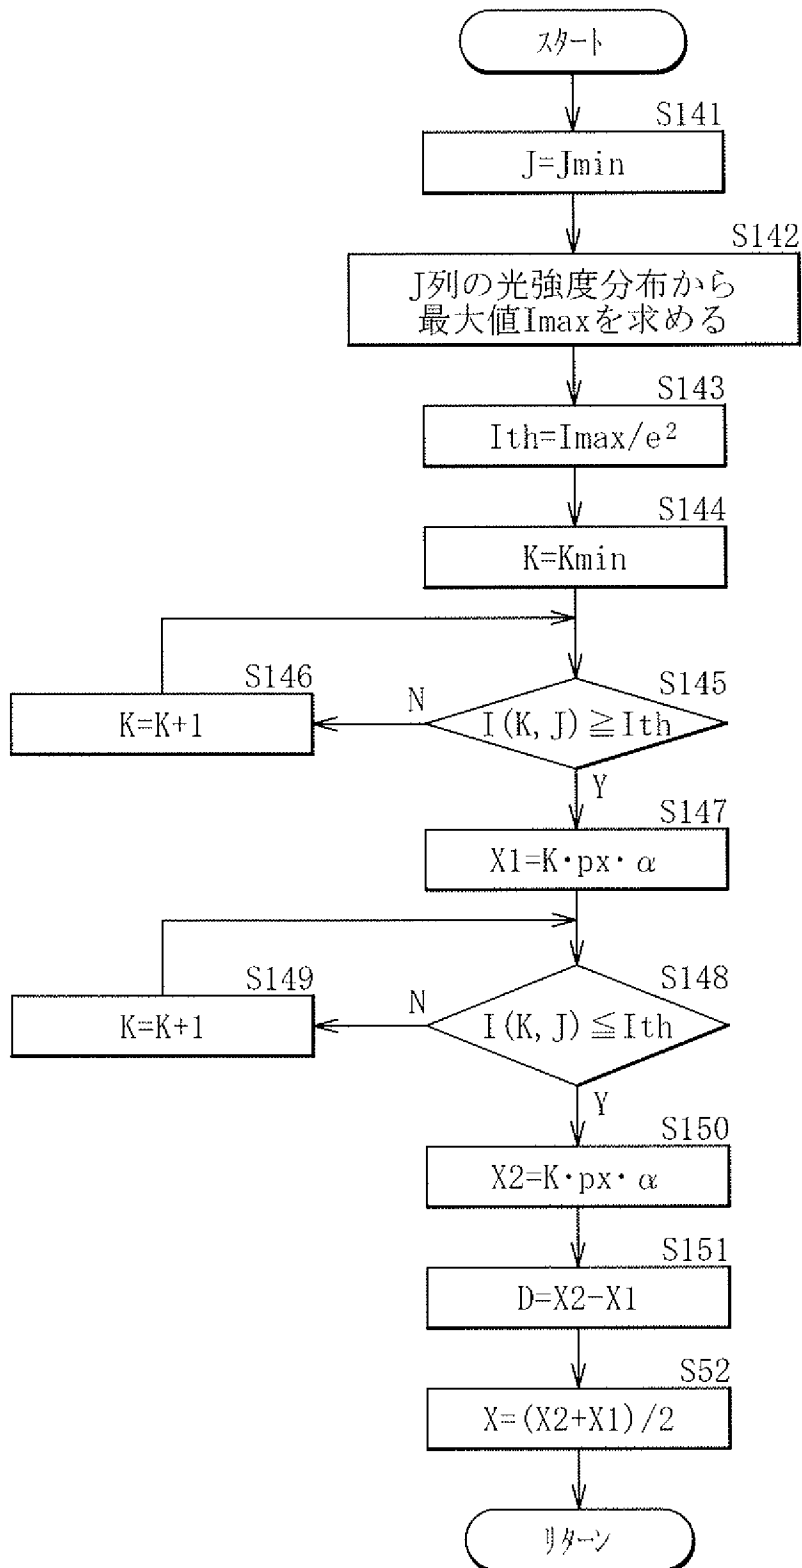 スタート
S141
J=Jmin
S142
J列の光強度分布から
最大値Imaxを求める
S143
Ith=Imax/e²
S144
K=Kmin
S146
K=K+1
N
S145
I(K,J)≧Ith
Y
S147
X1=K·px·α
S149
K=K+1
N
S148
I(K,J)≦Ith
Y
S150
X2=K·px·α
S151
D=X2-X1
S52
X=(X2+X1)/2
リターン